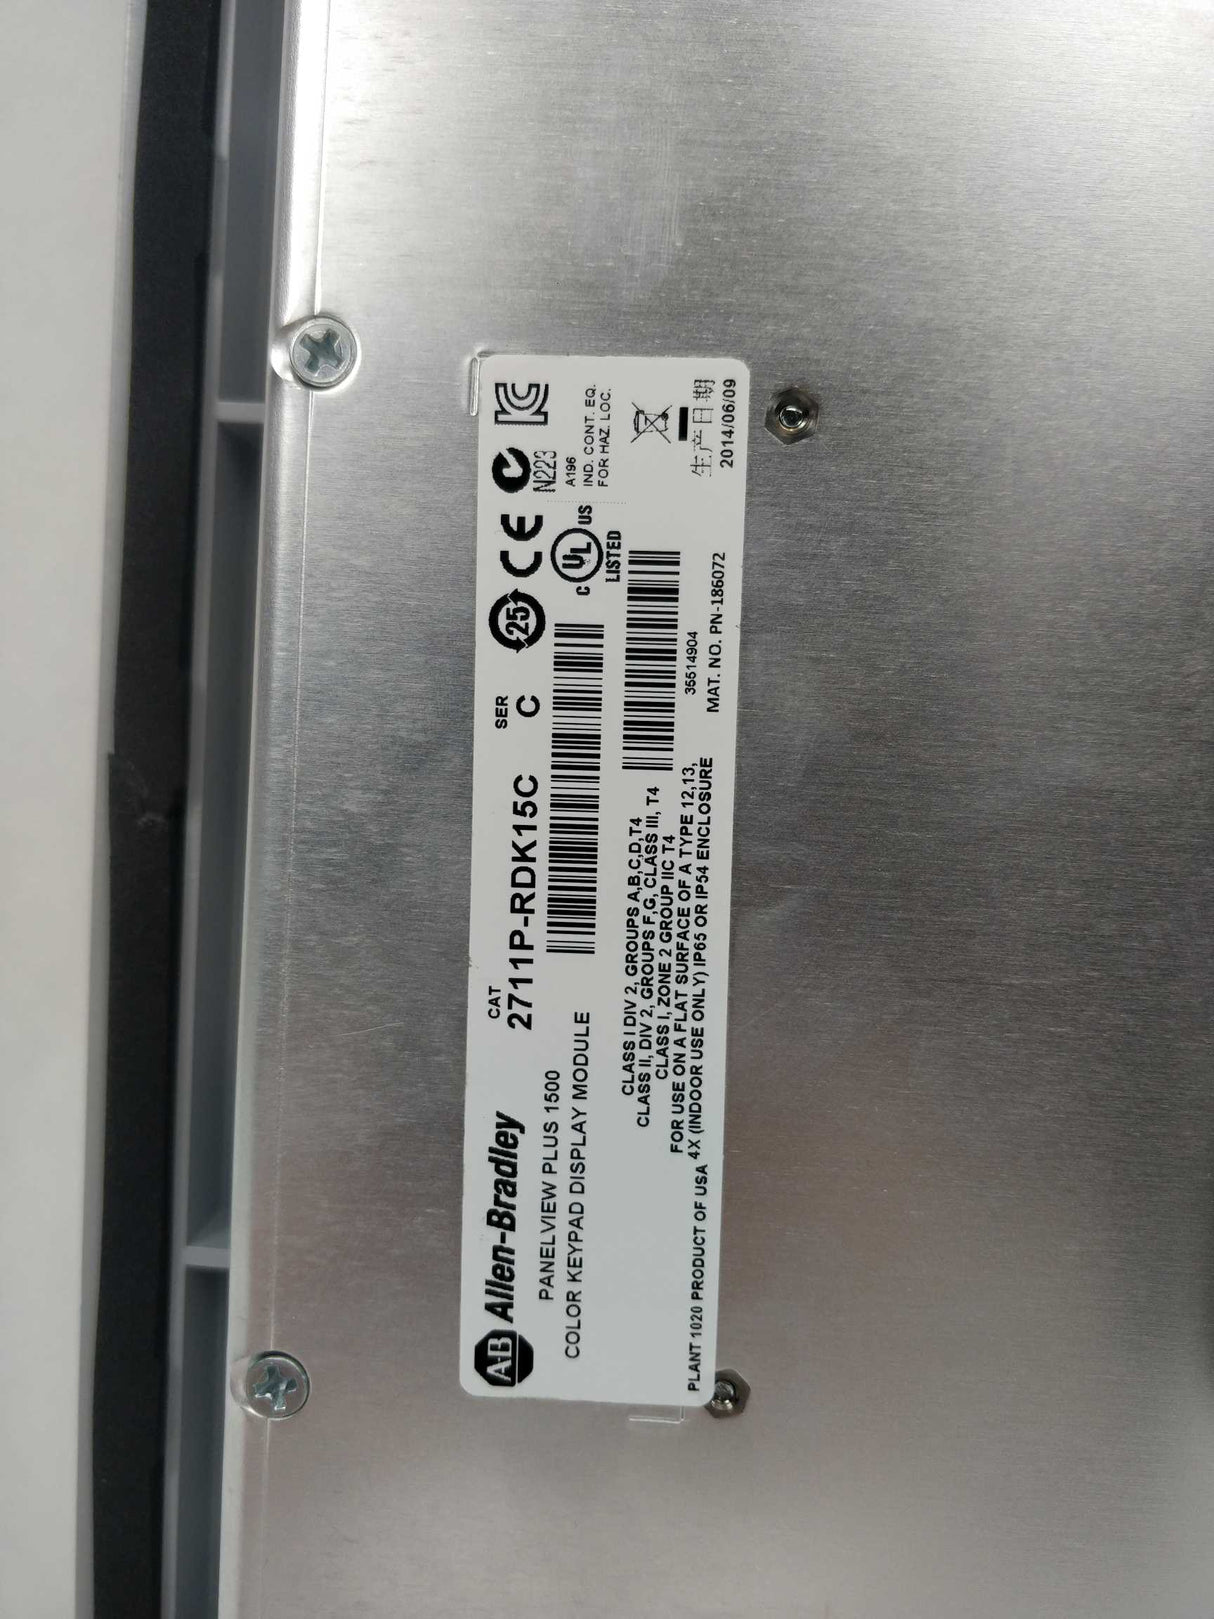 A-B Allen-Bradley
PANELVIEW PLUS 1500
COLOR KEYPAD DISPLAY MODULE
CAT
2711P-RDK15C
SER
C
25
CE
N223
KC
C UL US
LISTED
A196
IND. CONT. EQ.
FOR HAZ. LOC.
CLASS I DIV 2, GROUPS A,B,C,D,T4
CLASS II, DIV 2, GROUPS F,G, CLASS III, T4
CLASS I, ZONE 2 GROUP IIC T4
FOR USE ON A FLAT SURFACE OF A TYPE 12,13,
4X (INDOOR USE ONLY) IP65 OR IP54 ENCLOSURE
PLANT 1020 PRODUCT OF USA
35514904
MAT. NO. PN-186072
生产日期
2014/06/09